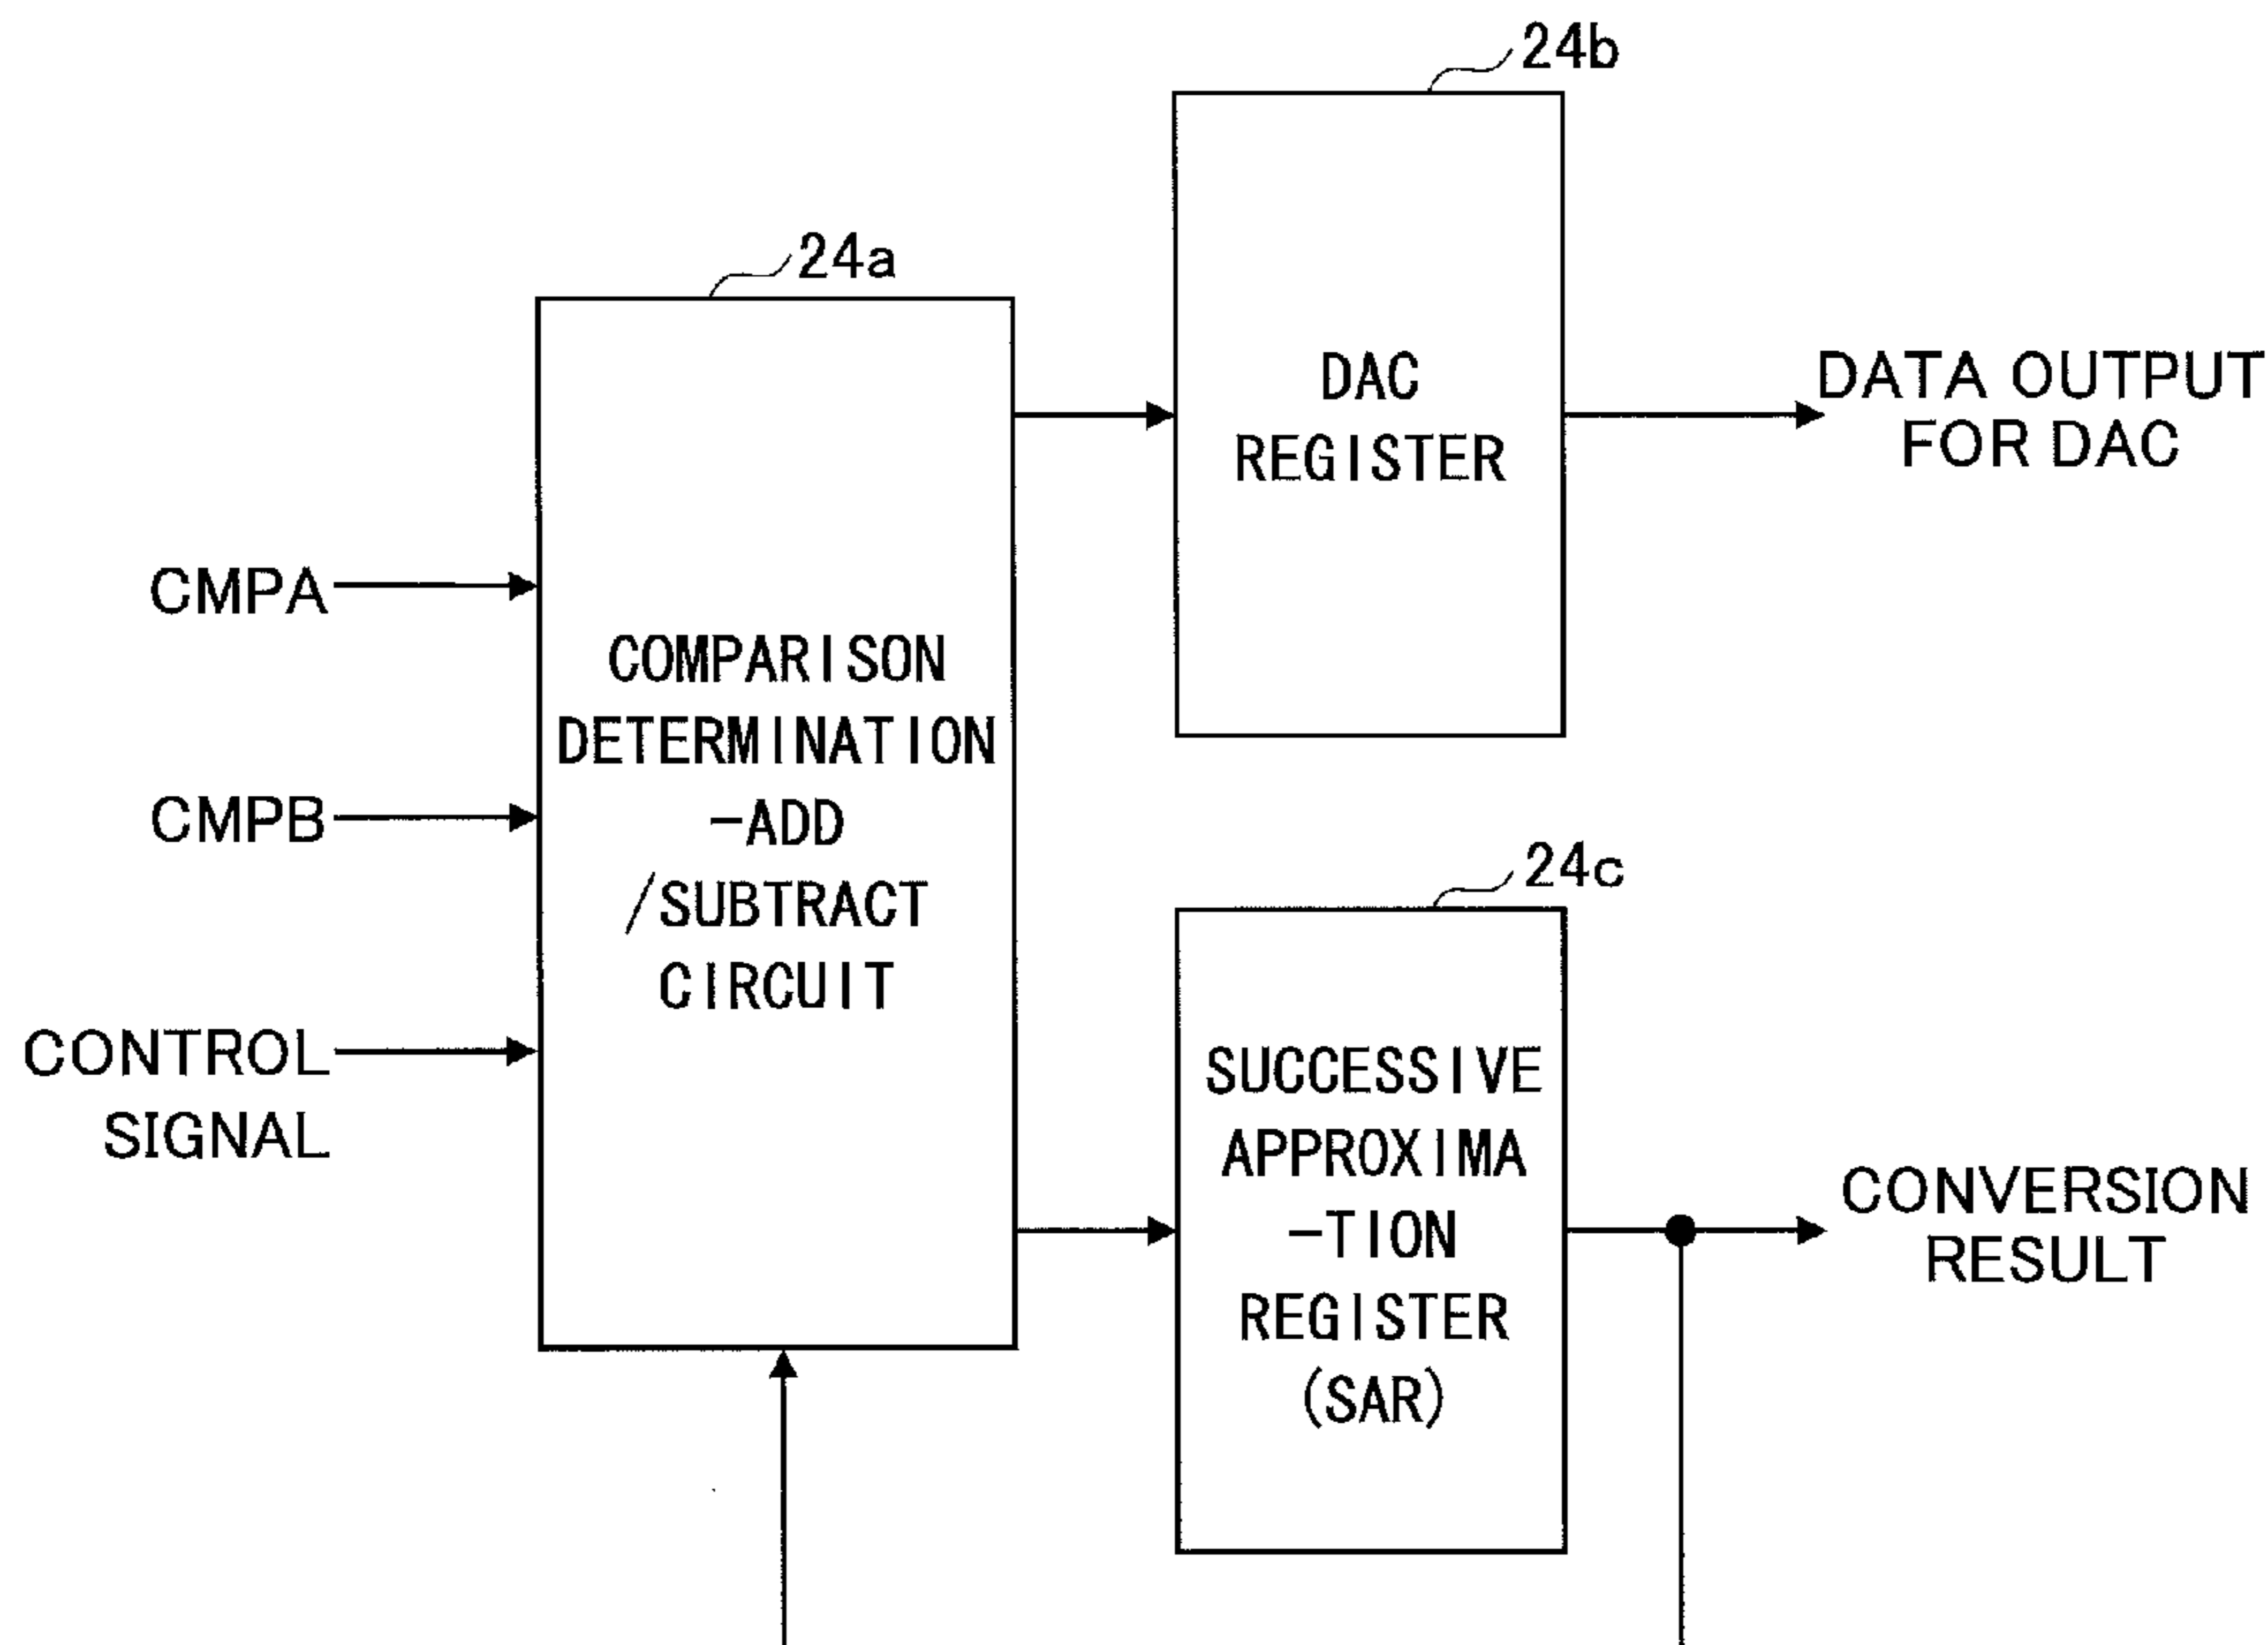 24b
DAC
REGISTER
DATA OUTPUT
FOR DAC
24a
COMPARISON
DETERMINATION
-ADD
/SUBTRACT
CIRCUIT
CMPA
CMPB
CONTROL
SIGNAL
24c
SUCCESSIVE
APPROXIMA
-TION
REGISTER
(SAR)
CONVERSION
RESULT